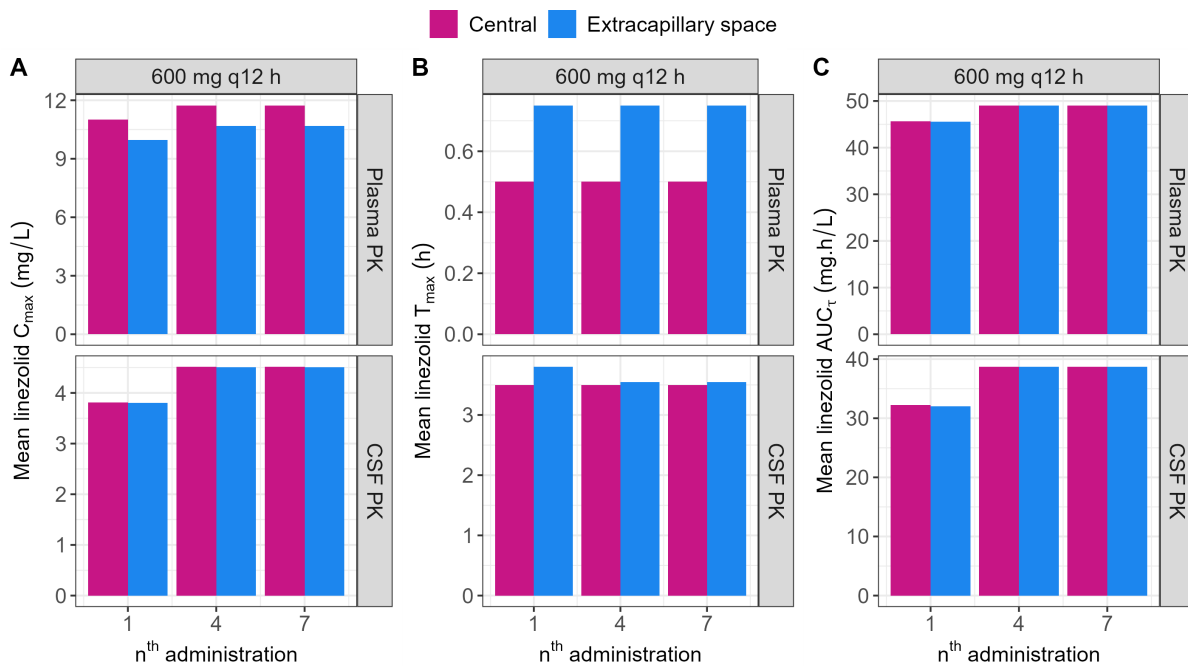 Central Extracapillary space
A
600 mg q12 h
Mean linezolid Cmax (mg/L)
12
9
6
3
0
Plasma PK
4
3
2
1
0
CSF PK
1 4 7
nth administration
B
600 mg q12 h
Mean linezolid Tmax (h)
0.6
0.4
0.2
0.0
Plasma PK
3
2
1
0
CSF PK
1 4 7
nth administration
C
600 mg q12 h
Mean linezolid AUCτ (mg.h/L)
50
40
30
20
10
0
Plasma PK
40
30
20
10
0
CSF PK
1 4 7
nth administration